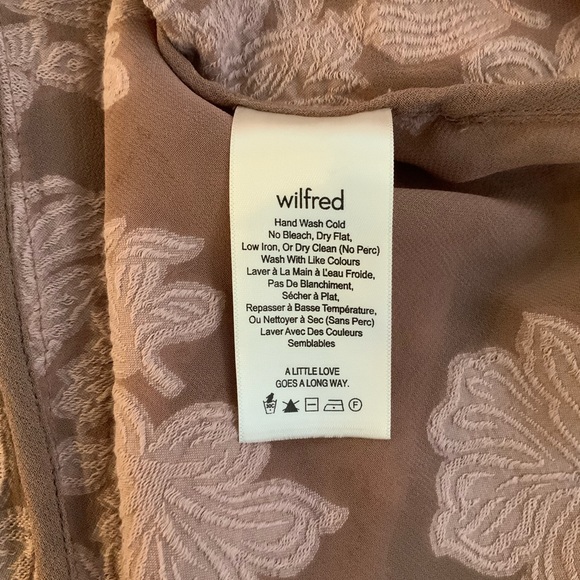 wilfred
Hand Wash Cold
No Bleach, Dry Flat,
Low Iron, Or Dry Clean (No Perc)
Wash With Like Colours
Laver à La Main à L'eau Froide,
Pas De Blanchiment,
Sécher à Plat,
Repasser à Basse Température,
Ou Nettoyer à Sec (Sans Perc)
Laver Avec Des Couleurs
Semblables
A LITTLE LOVE
GOES A LONG WAY.
30C F